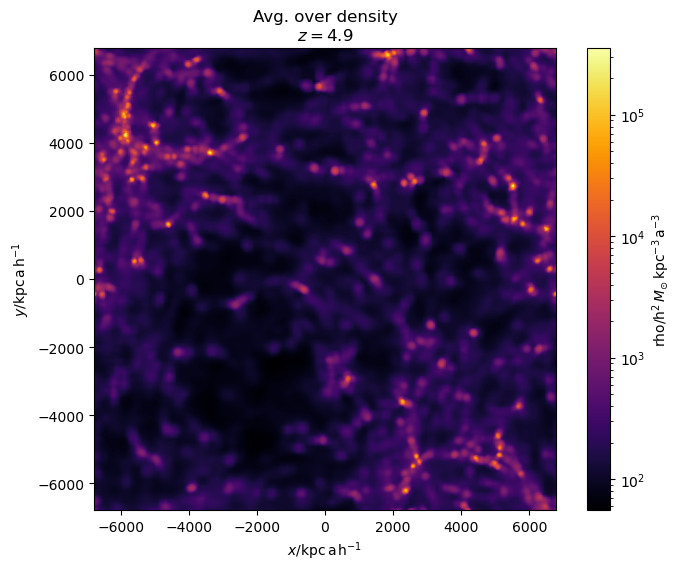 Avg. over density
z = 4.9
6000
4000
2000
0
−2000
−4000
−6000
y/kpc a h⁻¹
−6000 −4000 −2000 0 2000 4000 6000
x/kpc a h⁻¹
10⁵
10⁴
10³
10²
rho/h² M☉ kpc⁻³ a⁻³